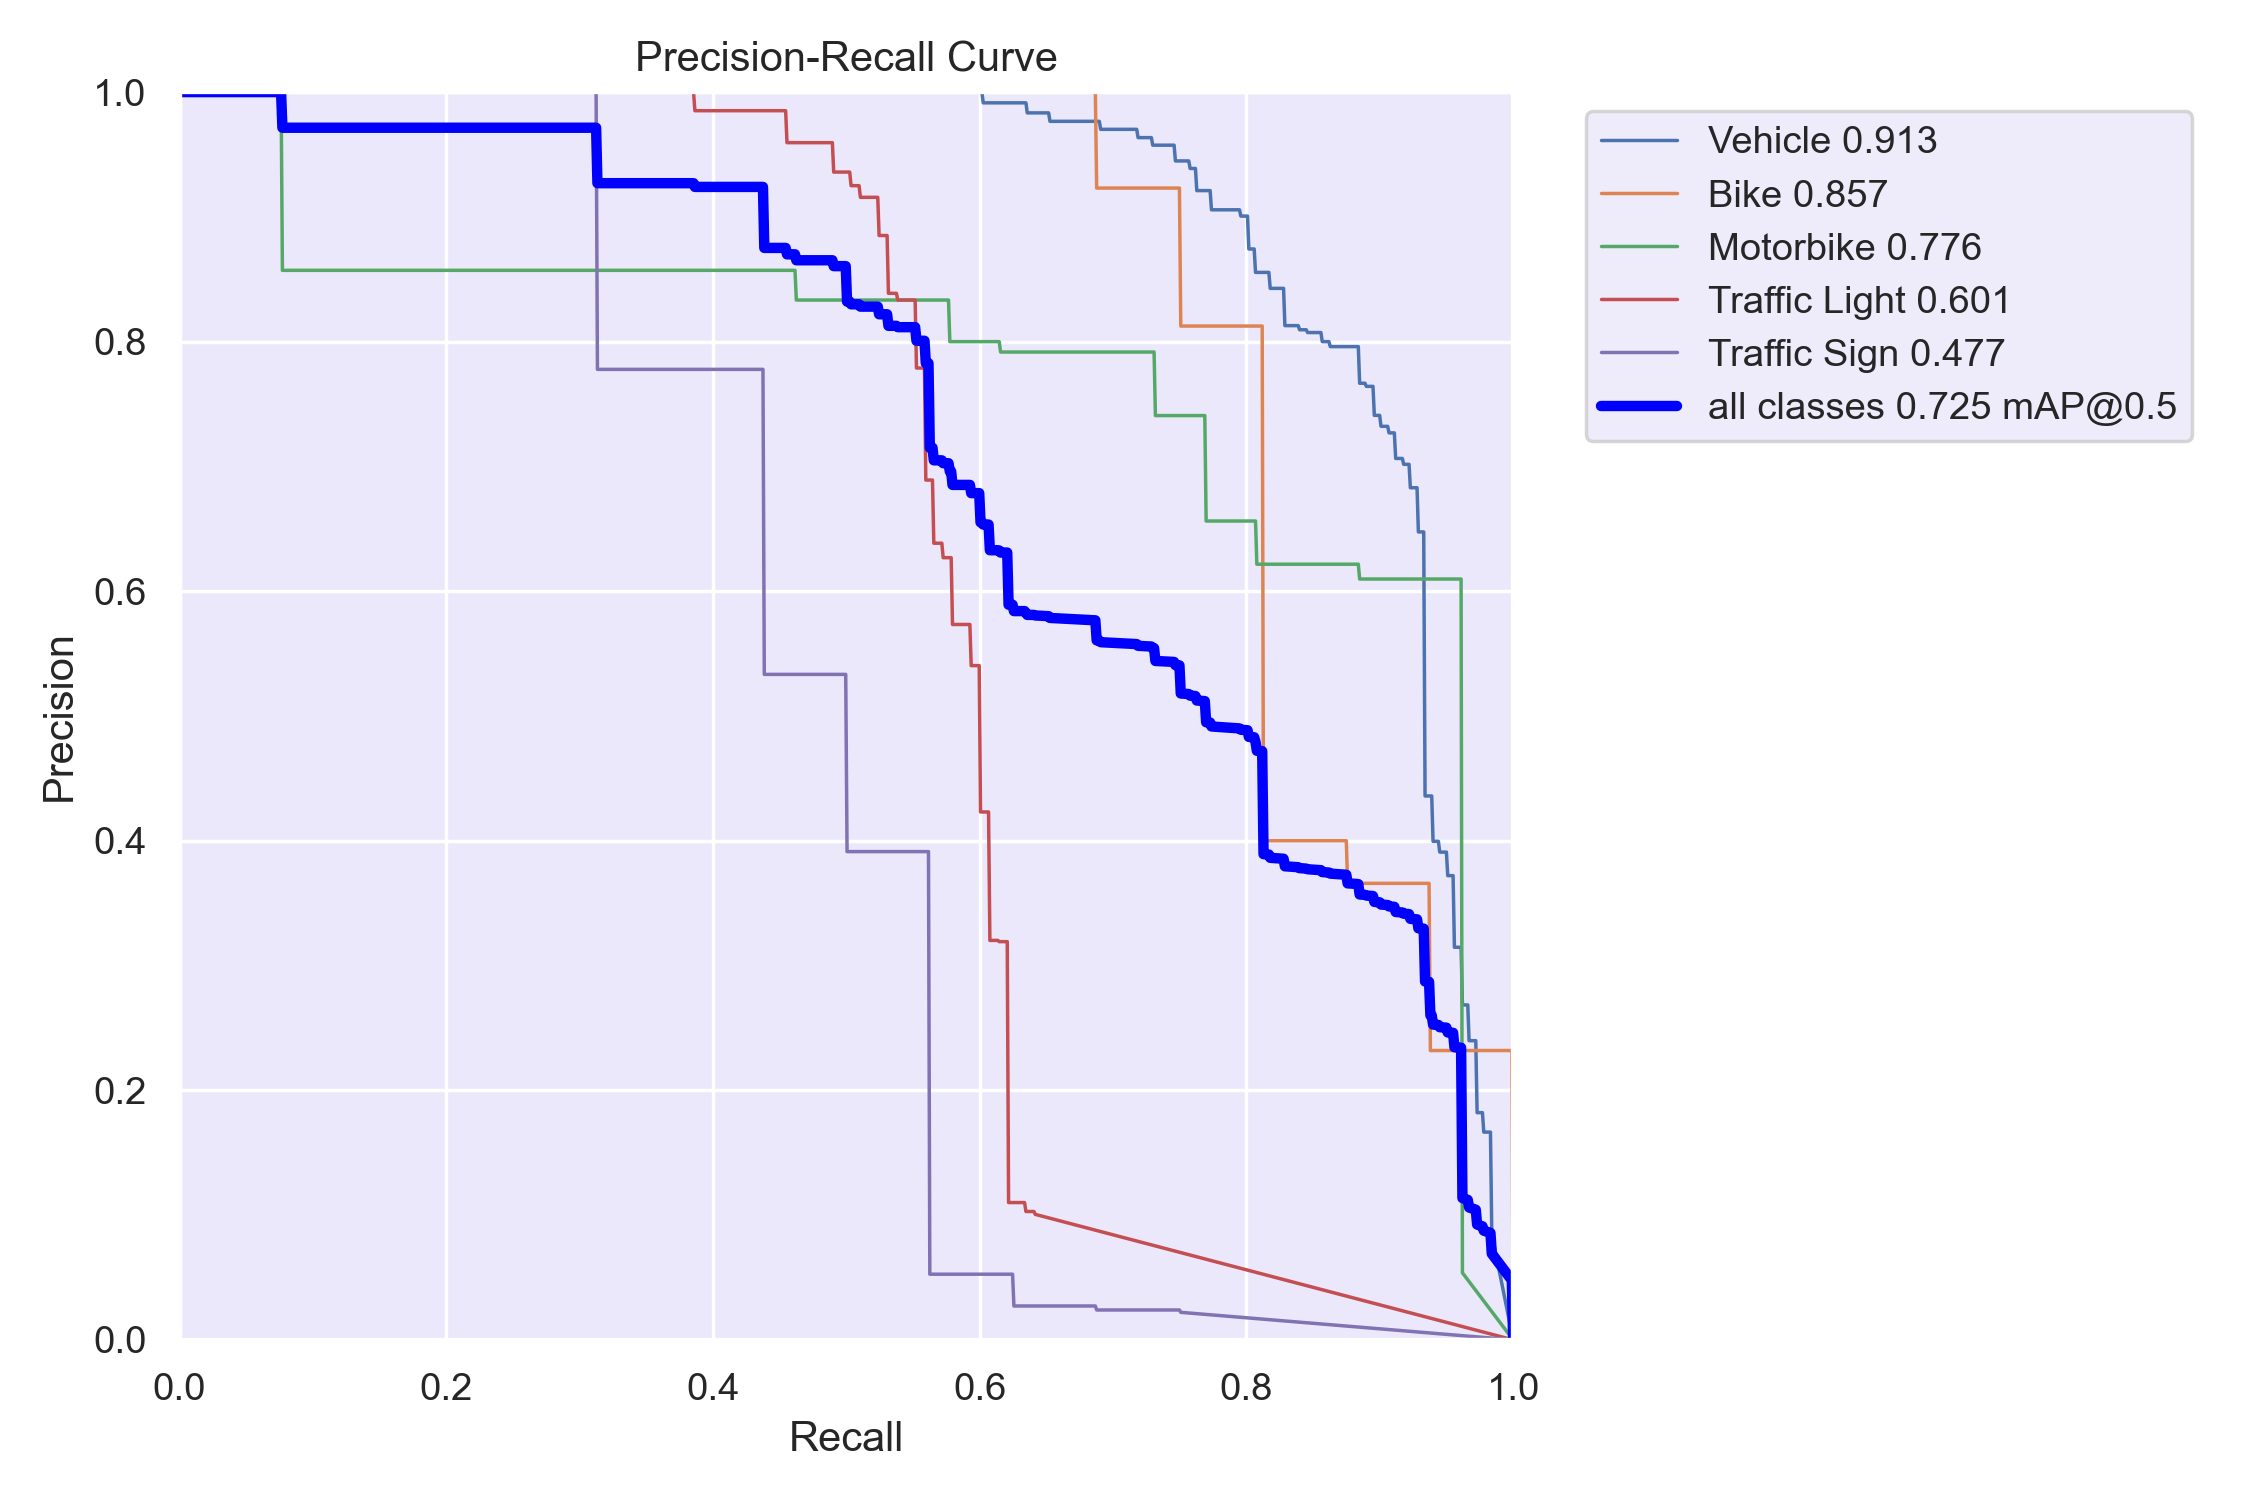 Precision-Recall Curve
1.0
0.8
0.6
0.4
0.2
0.0
Precision
0.0 0.2 0.4 0.6 0.8 1.0
Recall
Vehicle 0.913
Bike 0.857
Motorbike 0.776
Traffic Light 0.601
Traffic Sign 0.477
all classes 0.725 mAP@0.5